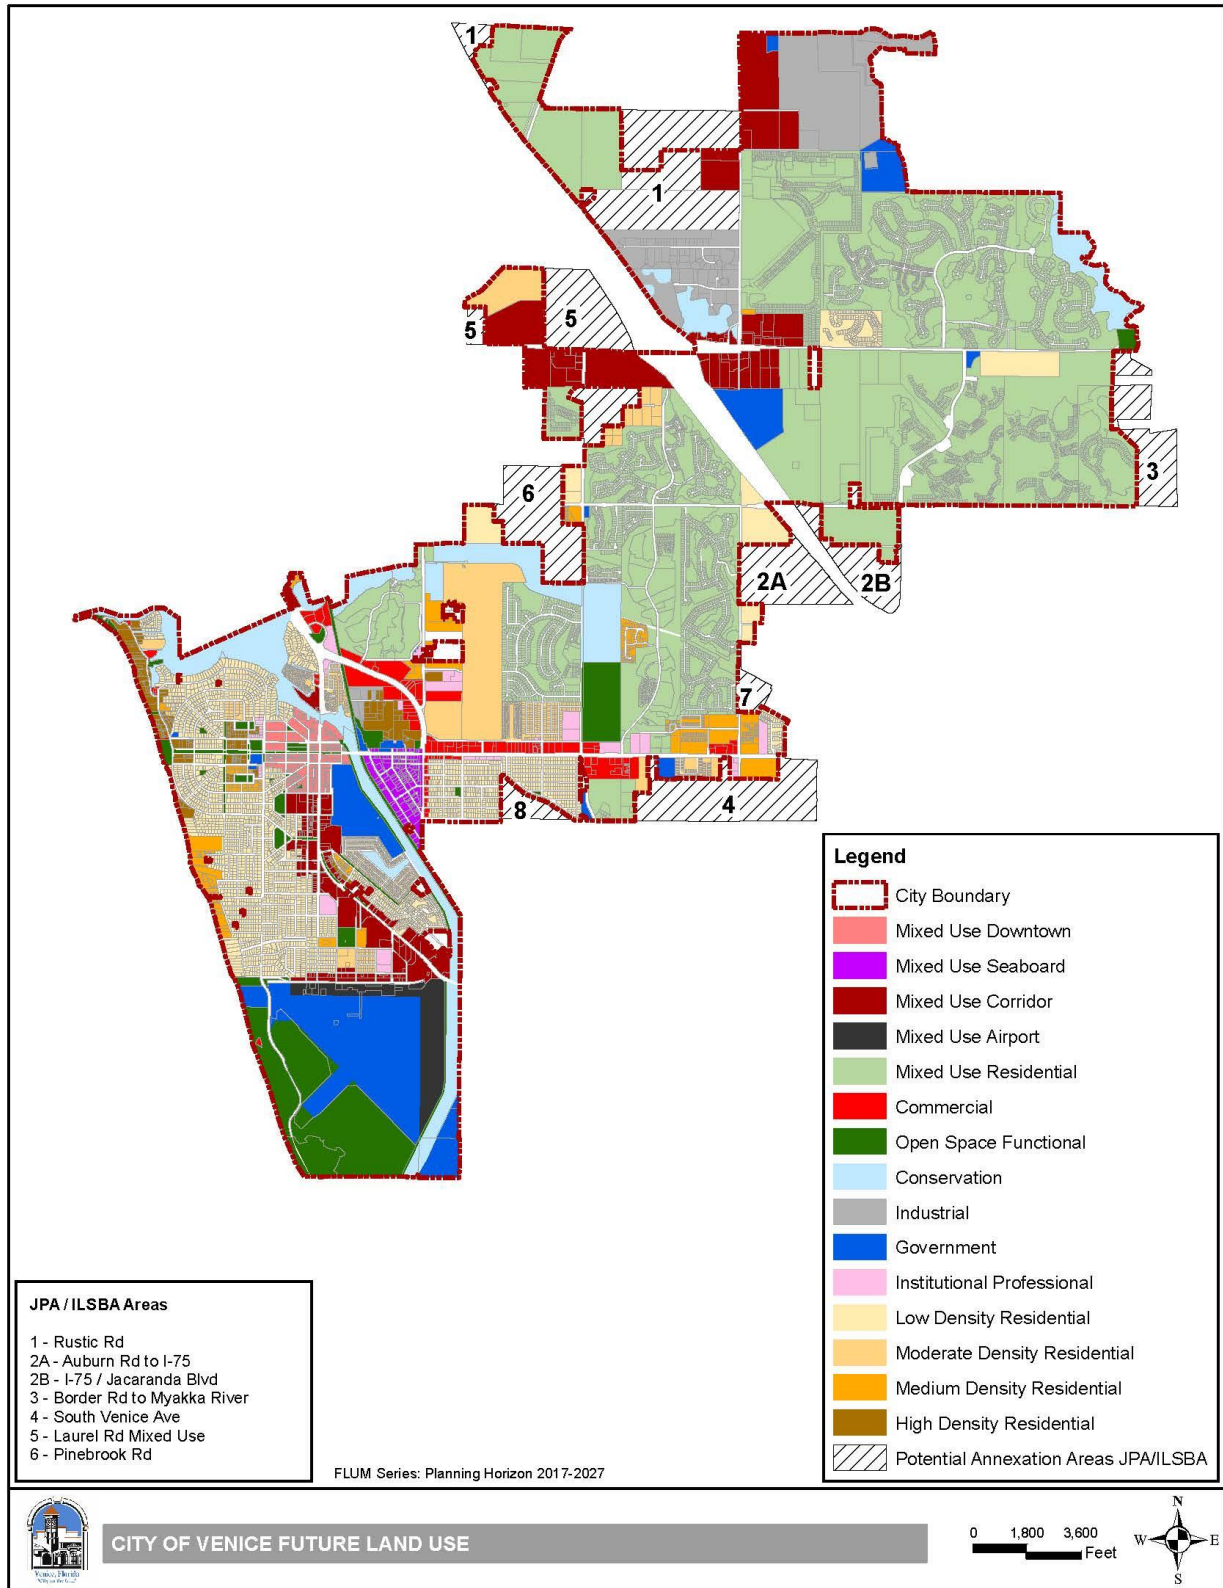 1
1
5
5
3
6
2A
2B
7
8
4
Legend
City Boundary
Mixed Use Downtown
Mixed Use Seaboard
Mixed Use Corridor
Mixed Use Airport
Mixed Use Residential
Commercial
Open Space Functional
Conservation
Industrial
Government
Institutional Professional
Low Density Residential
Moderate Density Residential
Medium Density Residential
High Density Residential
Potential Annexation Areas JPA/ILSBA
JPA / ILSBA Areas
1 - Rustic Rd
2A - Auburn Rd to I-75
2B - I-75 / Jacaranda Blvd
3 - Border Rd to Myakka River
4 - South Venice Ave
5 - Laurel Rd Mixed Use
6 - Pinebrook Rd
FLUM Series: Planning Horizon 2017-2027
Venice, Florida
CITY OF VENICE FUTURE LAND USE
0 1,800 3,600
Feet
N
W E
S